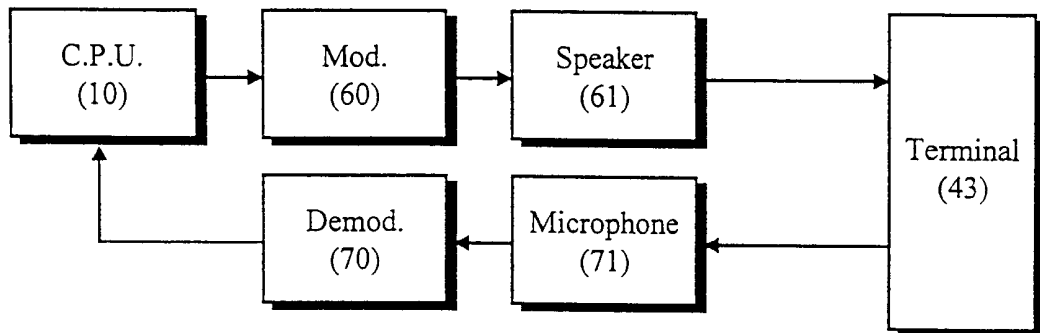 C.P.U.
(10)
Mod.
(60)
Speaker
(61)
Terminal
(43)
Demod.
(70)
Microphone
(71)